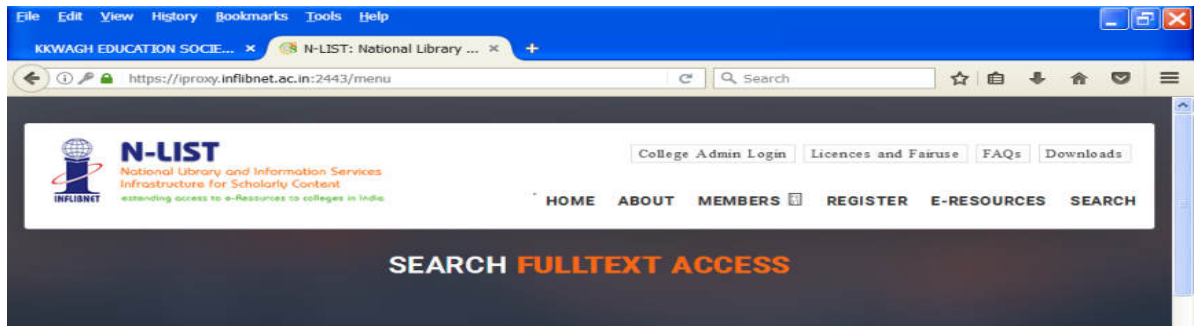 File Edit View History Bookmarks Tools Help
KKWAGH EDUCATION SOCIE... × N-LIST: National Library ... × +
https://iproxy.inflibnet.ac.in:2443/menu Search
INFLIBNET
N-LIST
National Library and Information Services
Infrastructure for Scholarly Content
extending access to e-Resources to colleges in India
College Admin Login Licences and Fairuse FAQs Downloads
HOME ABOUT MEMBERS REGISTER E-RESOURCES SEARCH
SEARCH FULLTEXT ACCESS